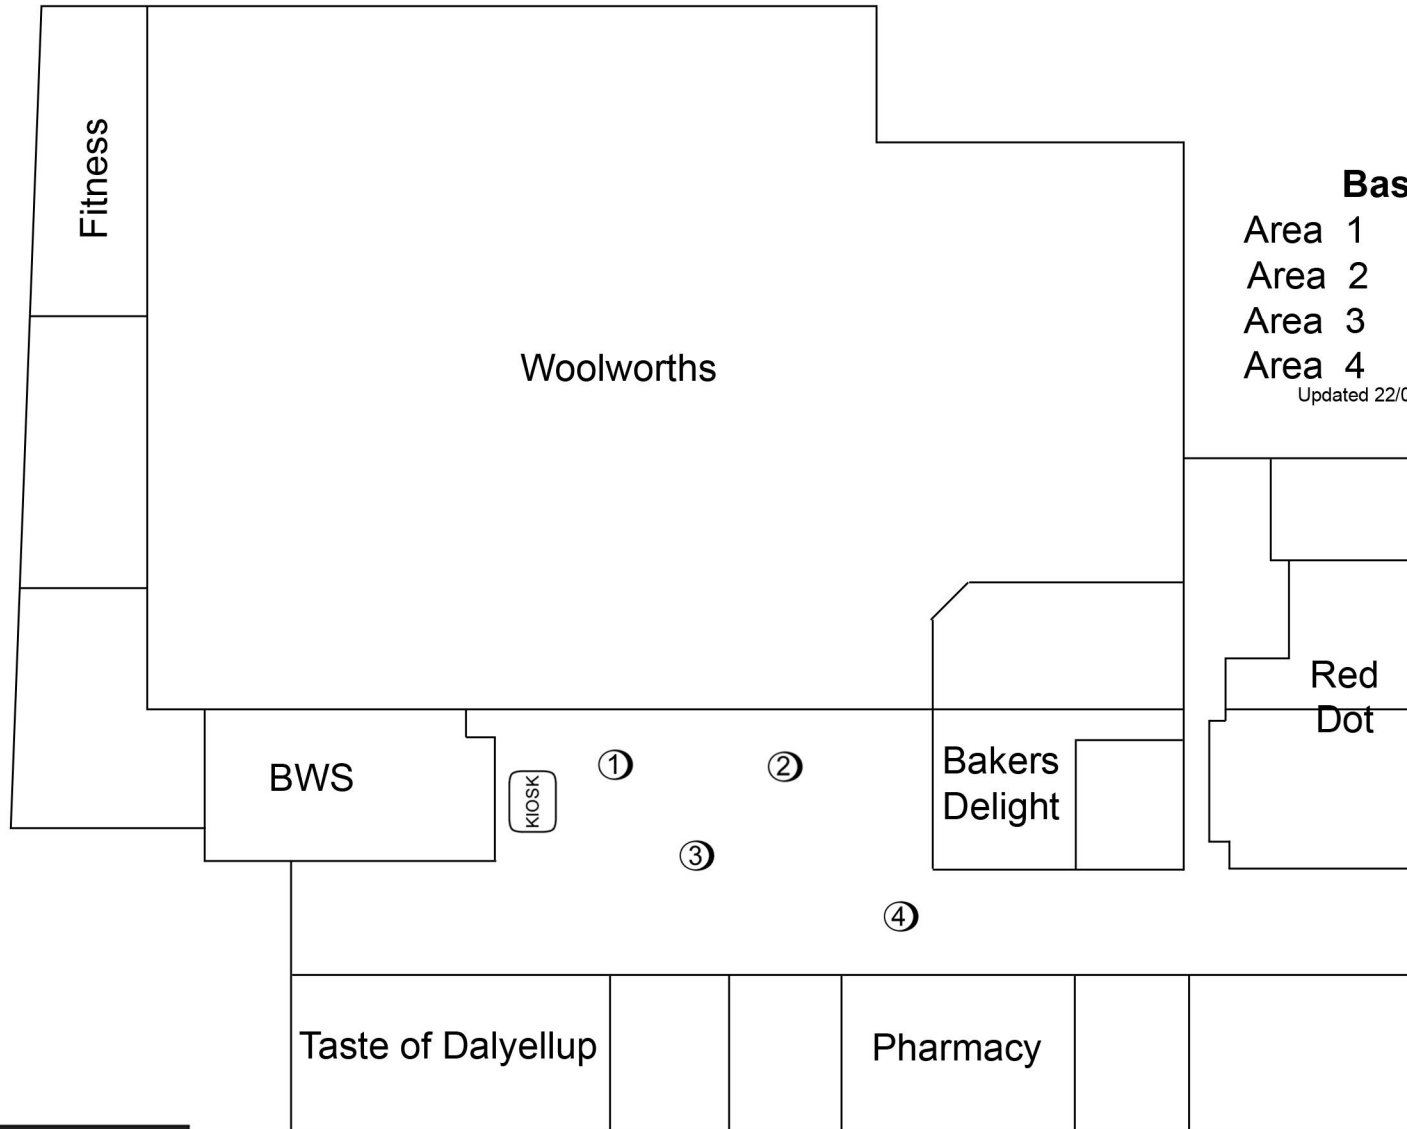 Fitness
Woolworths
Bas
Area 1
Area 2
Area 3
Area 4
Updated 22/0
Red
Dot
BWS
KIOSK
1
2
3
4
Bakers
Delight
Taste of Dalyellup
Pharmacy